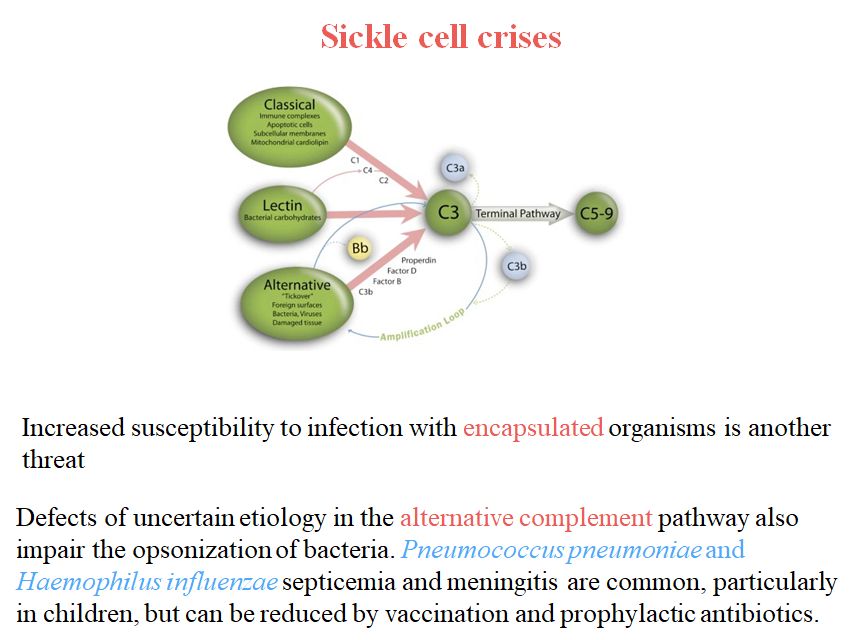 Sickle cell crises
Classical
Immune complexes
Apoptotic cells
Subcellular membranes
Mitochondrial cardiolipin
C1
C4
C2
C3a
Lectin
Bacterial carbohydrates
C3
Terminal Pathway
C5-9
Bb
Properdin
Factor D
Factor B
C3b
C3b
Alternative
"Tickover"
Foreign surfaces
Bacteria, Viruses
Damaged tissue
Amplification Loop
Increased susceptibility to infection with encapsulated organisms is another
threat
Defects of uncertain etiology in the alternative complement pathway also
impair the opsonization of bacteria. Pneumococcus pneumoniae and
Haemophilus influenzae septicemia and meningitis are common, particularly
in children, but can be reduced by vaccination and prophylactic antibiotics.